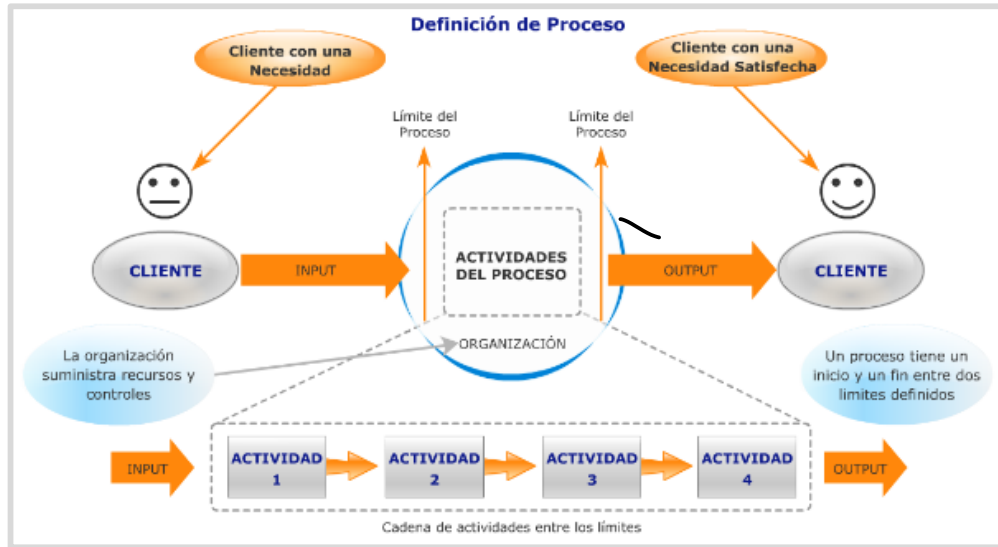 Definición de Proceso
Cliente con una
Necesidad
Cliente con una
Necesidad Satisfecha
Límite del
Proceso
Límite del
Proceso
CLIENTE
INPUT
ACTIVIDADES
DEL PROCESO
OUTPUT
CLIENTE
ORGANIZACIÓN
La organización
suministra recursos y
controles
Un proceso tiene un
inicio y un fin entre dos
limites definidos
INPUT
ACTIVIDAD
1
ACTIVIDAD
2
ACTIVIDAD
3
ACTIVIDAD
4
OUTPUT
Cadena de actividades entre los límites